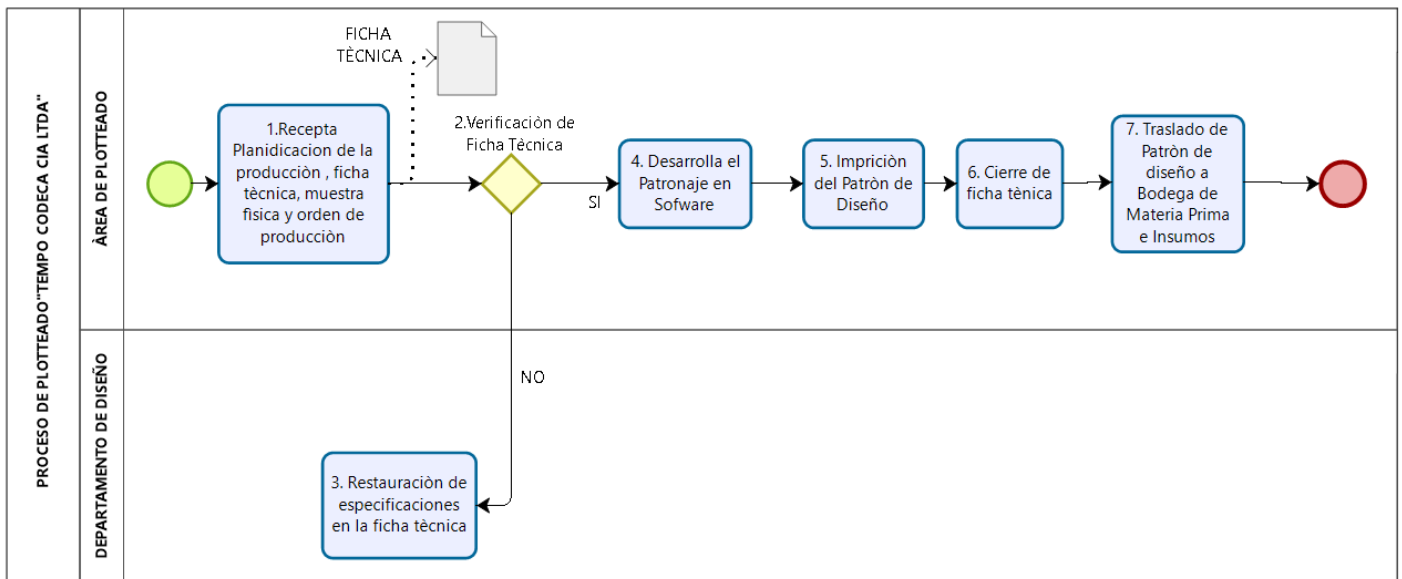 PROCESO DE PLOTTEADO"TEMPO CODECA CIA LTDA"
ÀREA DE PLOTTEADO
FICHA
TÈCNICA
1.Recepta
Planidicacion de la
producciòn , ficha
tècnica, muestra
fisica y orden de
producciòn
2.Verificaciòn de
Ficha Tècnica
SI
4. Desarrolla el
Patronaje en
Sofware
5. Impriciòn
del Patròn de
Diseño
6. Cierre de
ficha tènica
7. Traslado de
Patròn de
diseño a
Bodega de
Materia Prima
e Insumos
DEPARTAMENTO DE DISEÑO
NO
3. Restauraciòn de
especificaciones
en la ficha tècnica